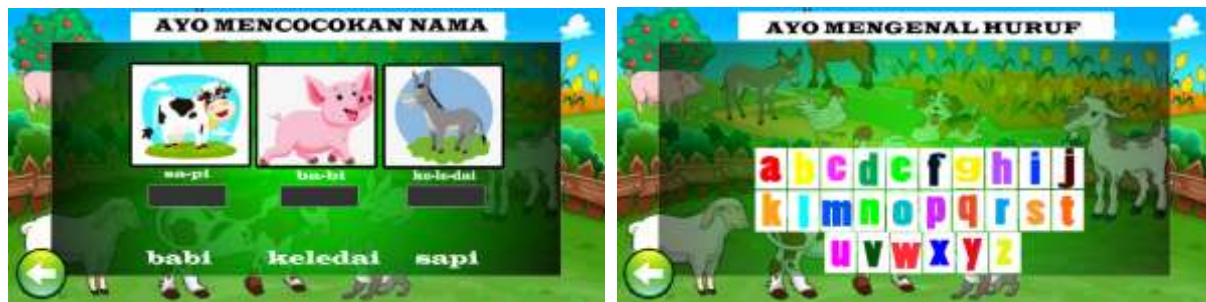 AYO MENCOCOKAN NAMA
sa-pi ba-bi ke-le-dai
babi keledai sapi
AYO MENGENAL HURUF
a b c d e f g h i j
k l m n o p q r s t
u v w x y z